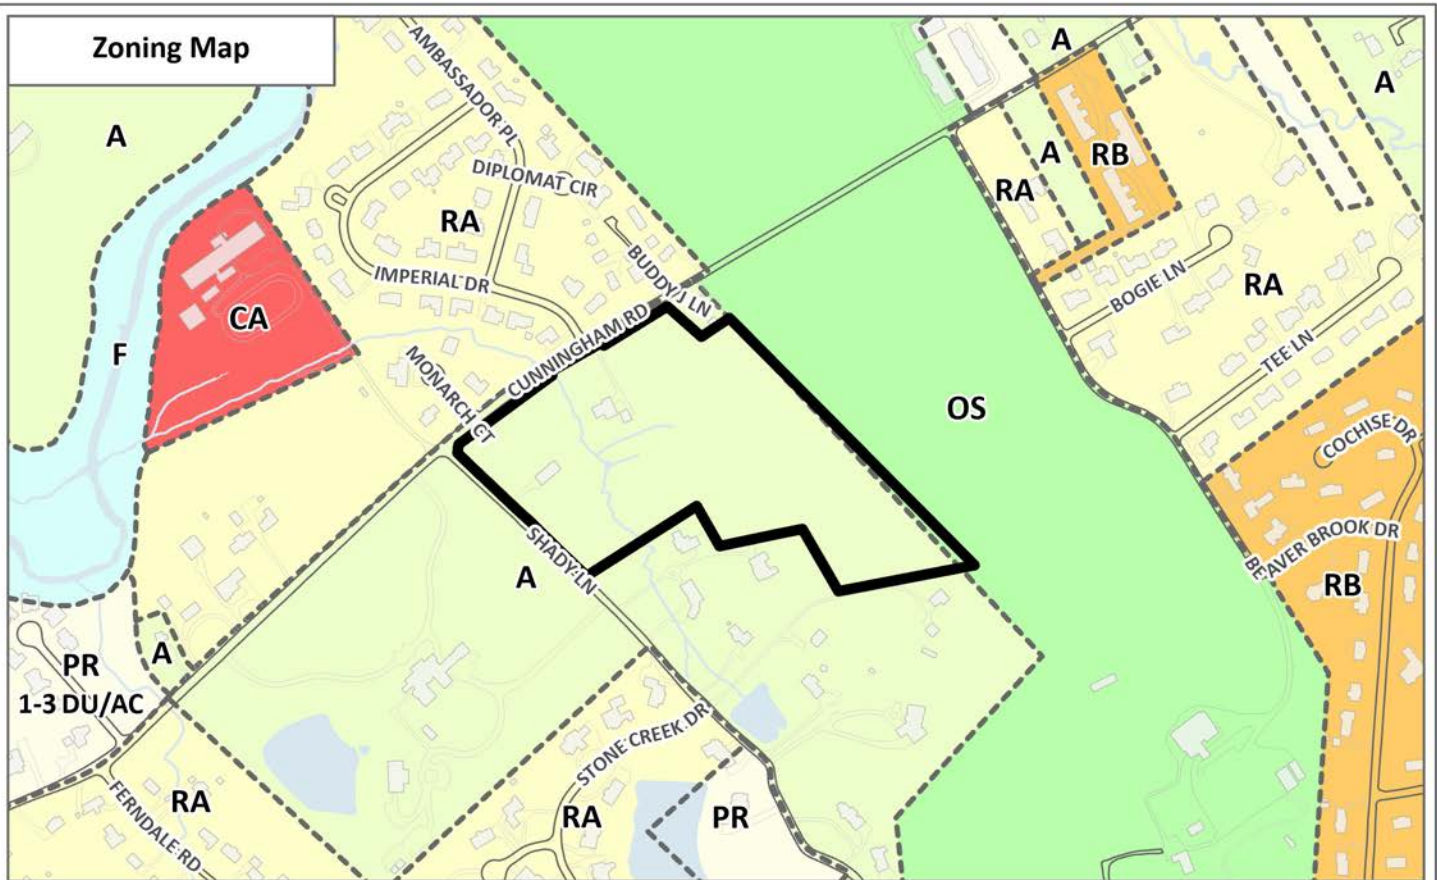 Zoning Map
AMBASSADOR PL
A
A
A
A
RB
DIPLOMAT CIR
RA
RA
BUDDY J LN
IMPERIAL DR
BOGIE LN
RA
CA
CUNNINGHAM RD
F
TEE LN
MONARCH CT
OS
COCHISE DR
SHADY LN
BEAVER BROOK DR
A
RB
A
PR
1-3 DU/AC
STONE CREEK DR
FERNDALE RD
RA
RA
PR